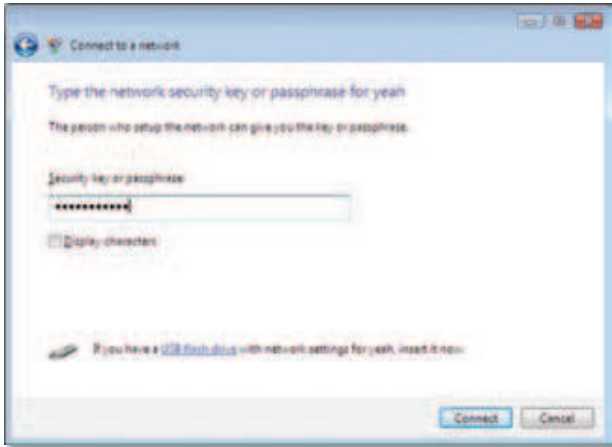 Connect to a network
Type the network security key or passphrase for yeah
The person who setup the network can give you the key or passphrase.
Security key or passphrase
•••••••••••
Display characters
If you have a USB flash drive with network settings for yeah, insert it now.
Connect Cancel